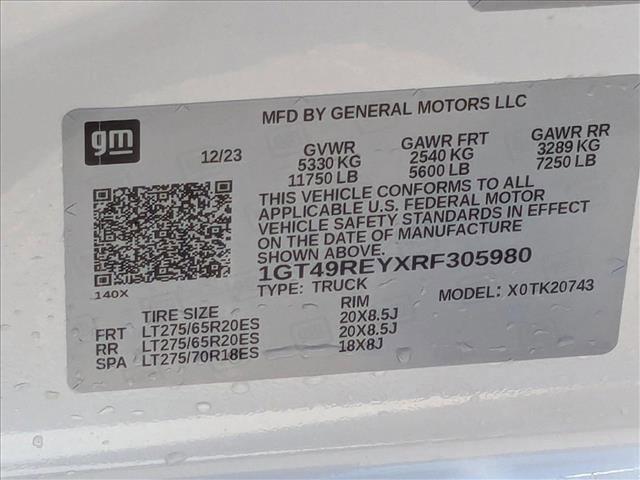 MFD BY GENERAL MOTORS LLC
gm
12/23
GVWR GAWR FRT GAWR RR
5330 KG 2540 KG 3289 KG
11750 LB 5600 LB 7250 LB
THIS VEHICLE CONFORMS TO ALL
APPLICABLE U.S. FEDERAL MOTOR
VEHICLE SAFETY STANDARDS IN EFFECT
ON THE DATE OF MANUFACTURE
SHOWN ABOVE.
1GT49REYXRF305980
140X
TYPE: TRUCK MODEL: X0TK20743
TIRE SIZE RIM
FRT LT275/65R20ES 20X8.5J
RR LT275/65R20ES 20X8.5J
SPA LT275/70R18ES 18X8J